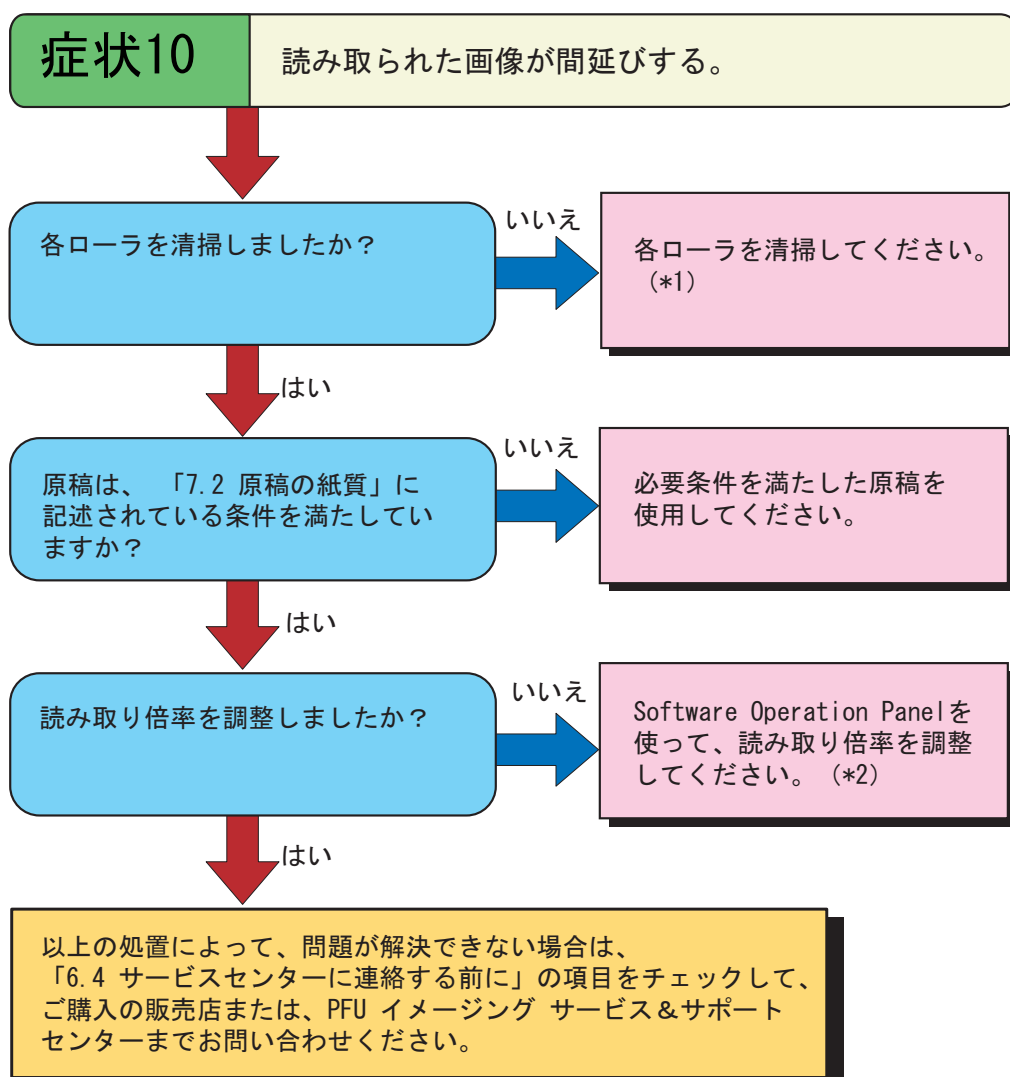 症状10
読み取られた画像が間延びする。
各ローラを清掃しましたか？
いいえ
各ローラを清掃してください。
(*1)
はい
原稿は、 「7.2 原稿の紙質」に
記述されている条件を満たしてい
ますか？
いいえ
必要条件を満たした原稿を
使用してください。
はい
読み取り倍率を調整しましたか？
いいえ
Software Operation Panelを
使って、読み取り倍率を調整
してください。 (*2)
はい
以上の処置によって、問題が解決できない場合は、
「6.4 サービスセンターに連絡する前に」の項目をチェックして、
ご購入の販売店または、PFU イメージング サービス＆サポート
センターまでお問い合わせください。